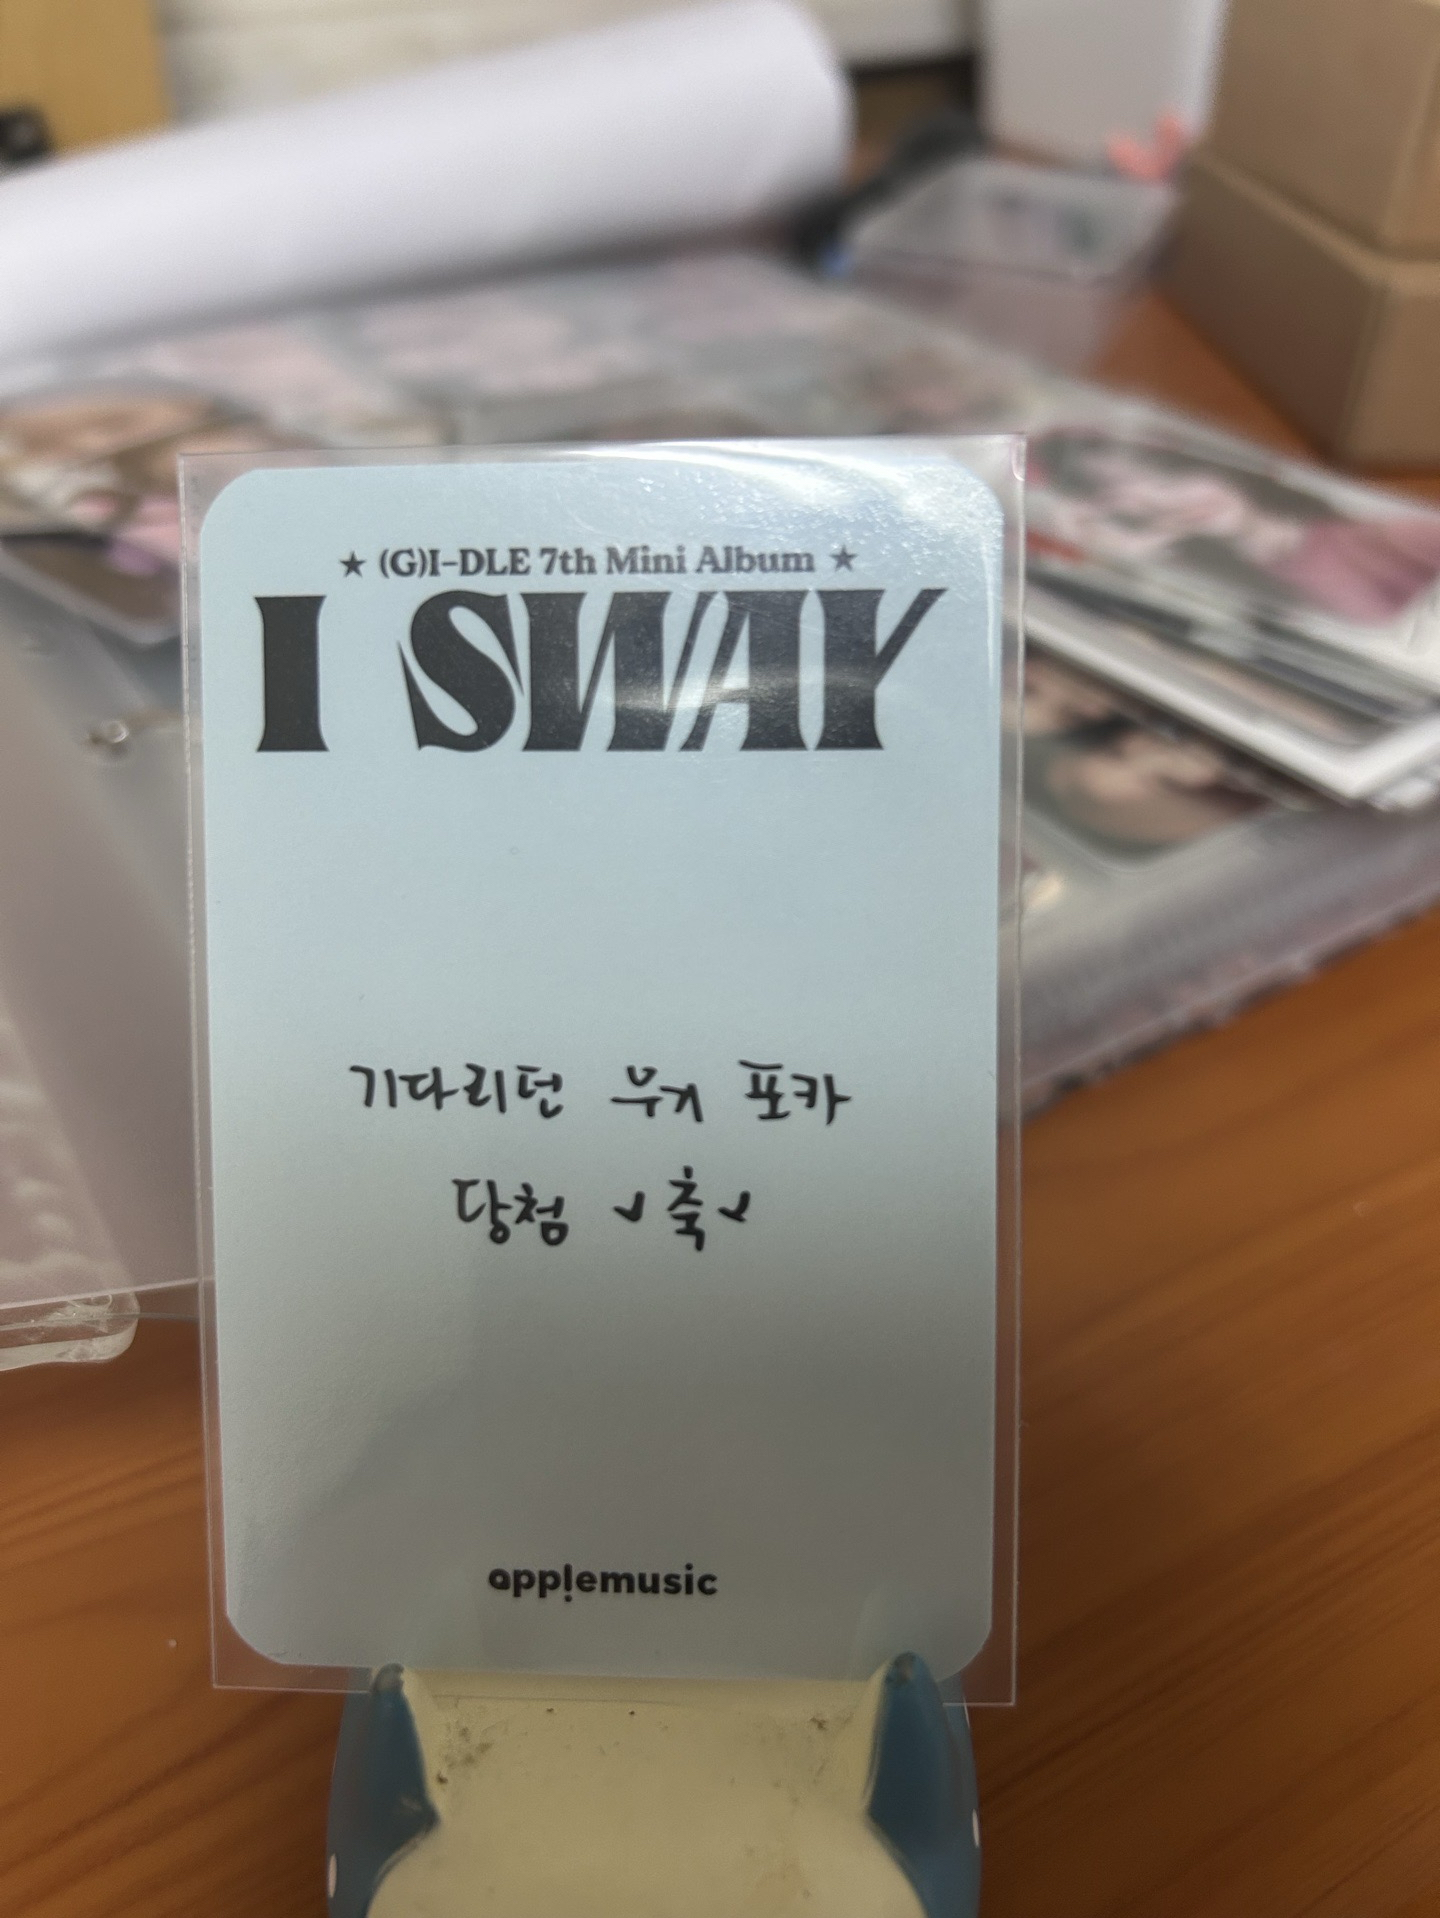 ★ (G)I-DLE 7th Mini Album ★
I SWAY
기다리던 우기 포카
당첨 ✓축✓
applemusic